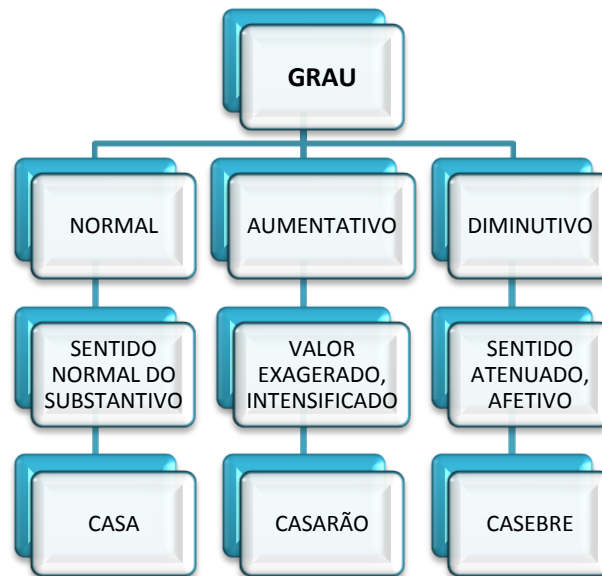 GRAU
NORMAL
AUMENTATIVO
DIMINUTIVO
SENTIDO
NORMAL DO
SUBSTANTIVO
VALOR
EXAGERADO,
INTENSIFICADO
SENTIDO
ATENUADO,
AFETIVO
CASA
CASARÃO
CASEBRE